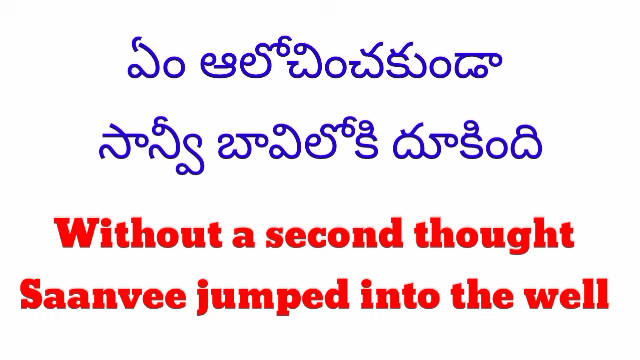 ఏం ఆలోచించకుండా
సాన్వీ బావిలోకి దూకింది
Without a second thought
Saanvee jumped into the well